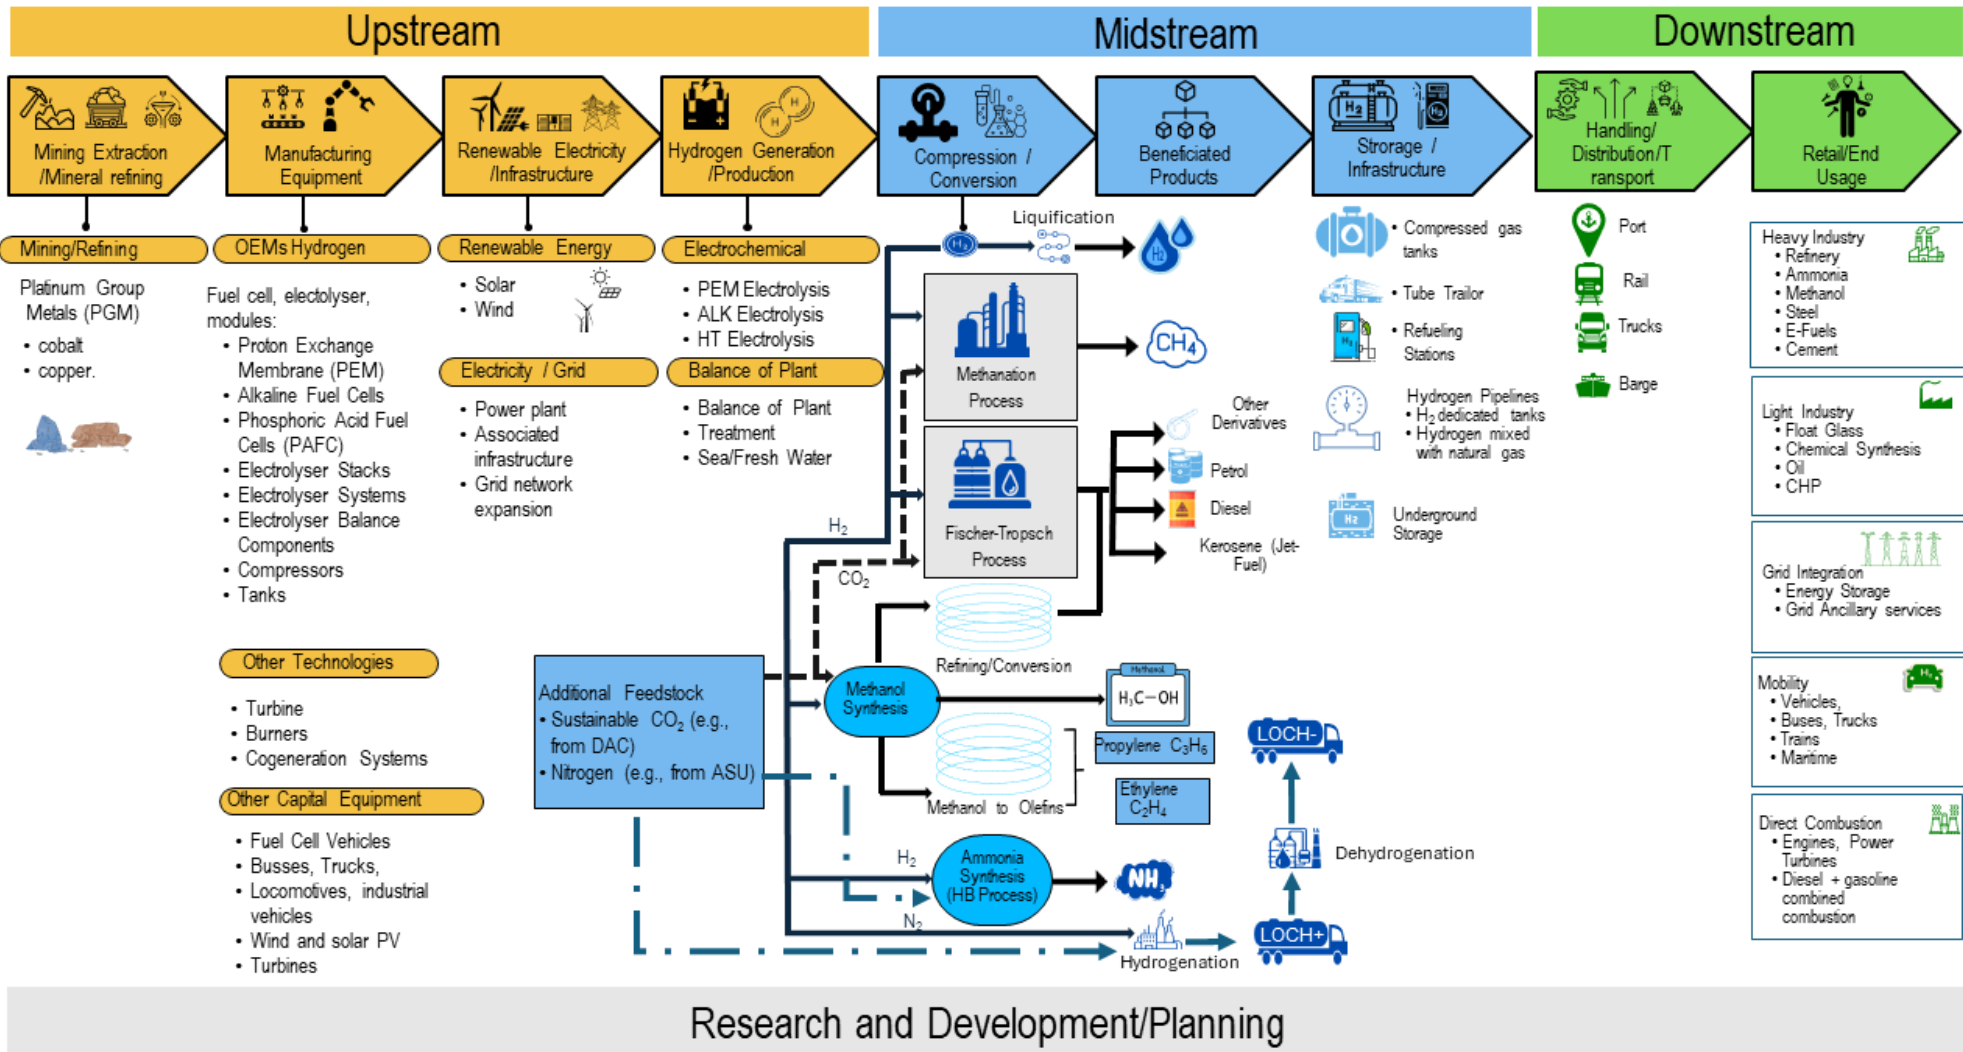 Upstream
Midstream
Downstream
Mining Extraction
/Mineral refining
Manufacturing
Equipment
Renewable Electricity
/Infrastructure
Hydrogen Generation
/Production
Compression /
Conversion
Beneficiated
Products
Strorage /
Infrastructure
Handling/
Distribution/T
ransport
Retail/End
Usage
Mining/Refining
Platinum Group
Metals (PGM)
• cobalt
• copper.
OEMs Hydrogen
Fuel cell, electolyser,
modules:
• Proton Exchange
Membrane (PEM)
• Alkaline Fuel Cells
• Phosphoric Acid Fuel
Cells (PAFC)
• Electrolyser Stacks
• Electrolyser Systems
• Electrolyser Balance
Components
• Compressors
• Tanks
Other Technologies
• Turbine
• Burners
• Cogeneration Systems
Other Capital Equipment
• Fuel Cell Vehicles
• Busses, Trucks,
• Locomotives, industrial
vehicles
• Wind and solar PV
• Turbines
Renewable Energy
• Solar
• Wind
Electricity / Grid
• Power plant
• Associated
infrastructure
• Grid network
expansion
Electrochemical
• PEM Electrolysis
• ALK Electrolysis
• HT Electrolysis
Balance of Plant
• Balance of Plant
• Treatment
• Sea/Fresh Water
Additional Feedstock
• Sustainable CO₂ (e.g.,
from DAC)
• Nitrogen (e.g., from ASU)
H₂
CO₂
H₂
N₂
H₂
Liquification
H₂
Methanation
Process
CH₄
Fischer-Tropsch
Process
Other
Derivatives
Petrol
Diesel
Kerosene (Jet-
Fuel)
Refining/Conversion
Methanol
Synthesis
Methanol
H₃C−OH
Propylene C₃H₆
Ethylene
C₂H₄
Methanol to Olefins
Ammonia
Synthesis
(HB Process)
NH₃
Hydrogenation
LOCH+
Dehydrogenation
LOCH-
H₂
H₂
• Compressed gas
tanks
• Tube Trailor
H₂
• Refueling
Stations
Hydrogen Pipelines
• H₂ dedicated tanks
• Hydrogen mixed
with natural gas
H₂
Underground
Storage
Port
Rail
Trucks
Barge
Heavy Industry
• Refinery
• Ammonia
• Methanol
• Steel
• E-Fuels
• Cement
Light Industry
• Float Glass
• Chemical Synthesis
• Oil
• CHP
Grid Integration
• Energy Storage
• Grid Ancillary services
Mobility
H₂
• Vehicles,
• Buses, Trucks
• Trains
• Maritime
Direct Combustion
• Engines, Power
Turbines
• Diesel + gasoline
combined
combustion
Research and Development/Planning